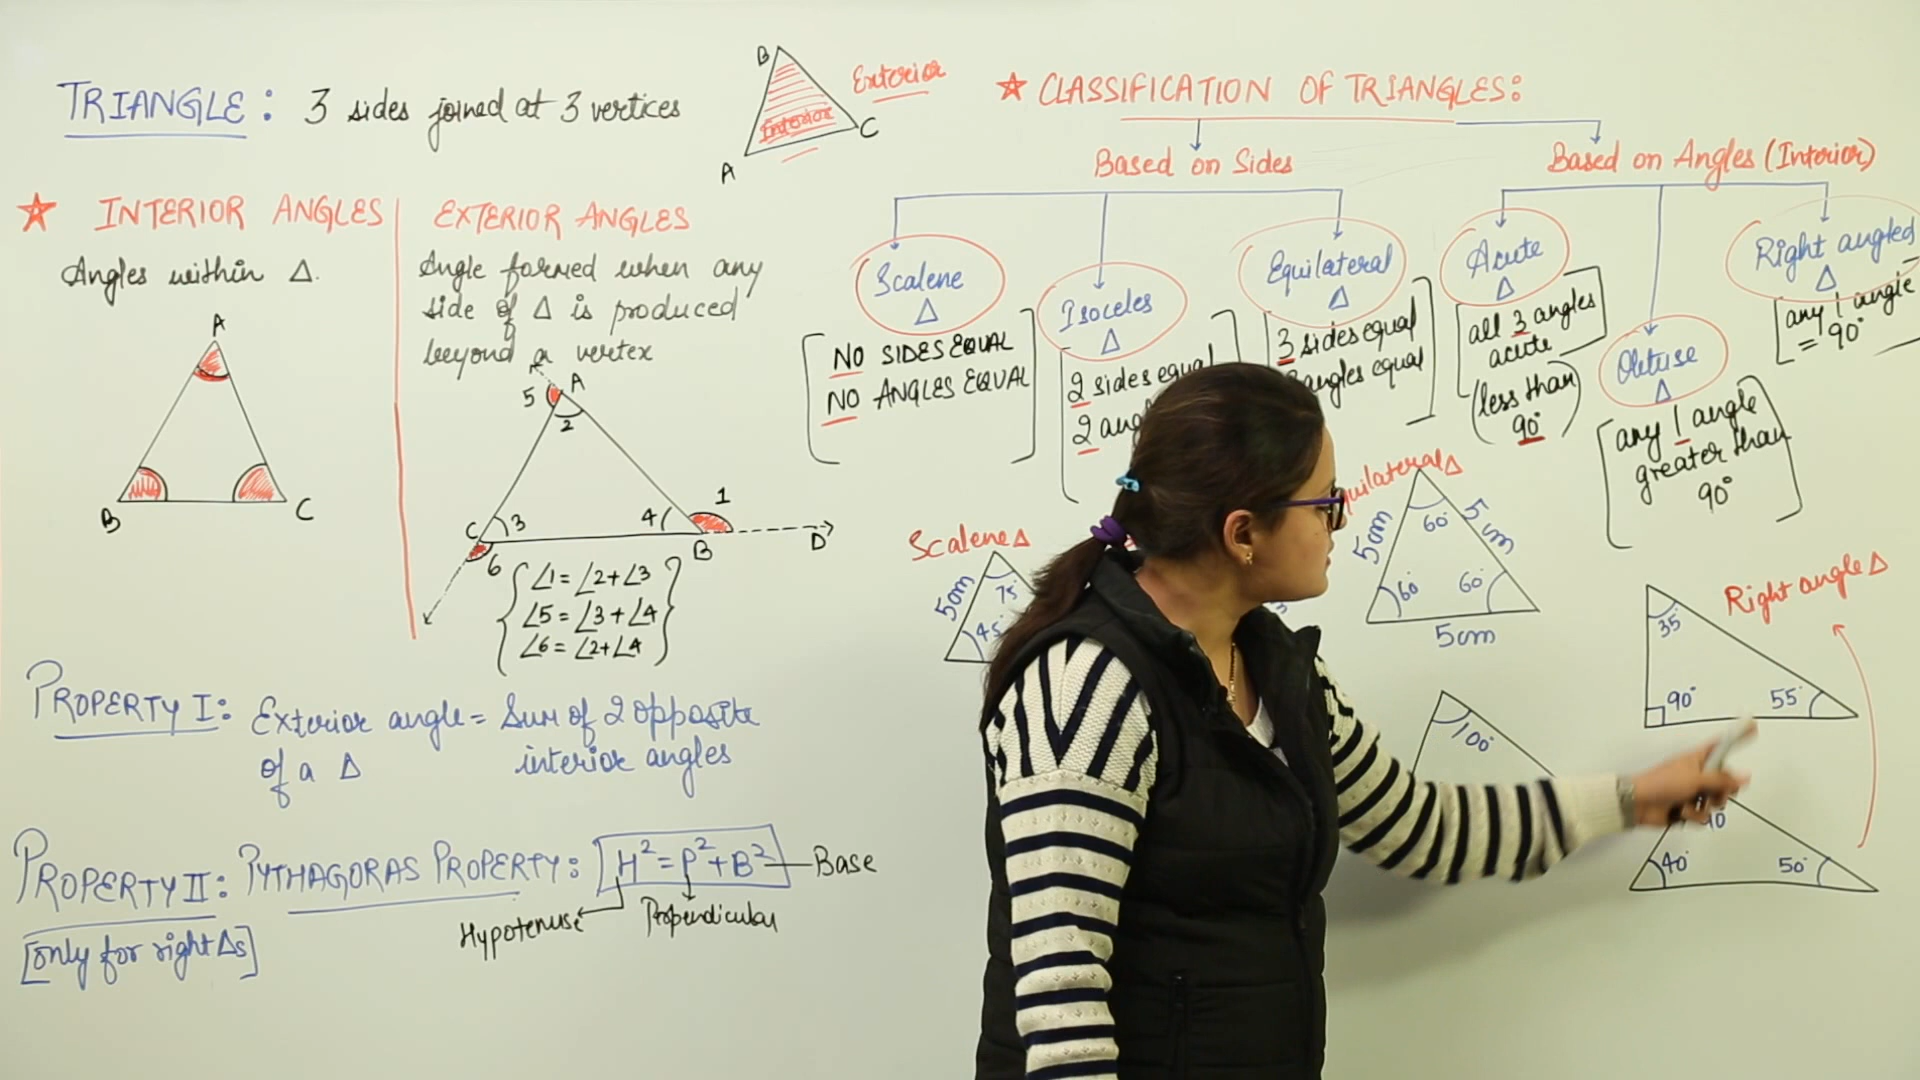 TRIANGLE: 3 sides joined at 3 vertices
B
Exterior
Interior
A
C
INTERIOR ANGLES
Angles within Δ.
A
B
C
EXTERIOR ANGLES
Angle formed when any
side of Δ is produced
beyond a vertex
5
A
2
C
3
4
1
B
D
6
∠1 = ∠2+∠3
∠5 = ∠3+∠4
∠6 = ∠2+∠4
PROPERTY I: Exterior angle = Sum of 2 opposite
of a Δ interior angles
PROPERTY II: PYTHAGORAS PROPERTY: H² = P² + B² Base
Hypotenuse
[only for right Δs]
CLASSIFICATION OF TRIANGLES:
Based on Sides
Scalene
Δ
NO SIDES EQUAL
NO ANGLES EQUAL
Isoceles
Δ
2 sides equal
2
Equilateral
Δ
3 sides equal
angles equal
Based on Angles (Interior)
Acute
Δ
all 3 angles
acute
(less than
90°)
Obtuse
Δ
any 1 angle
greater than
90°
Right angled
Δ
any 1 angle
= 90°
Scalene Δ
5cm
75
45°
5cm
60°
5cm
60°
60°
5cm
Right angle Δ
35°
90°
55°
100°
40°
50°